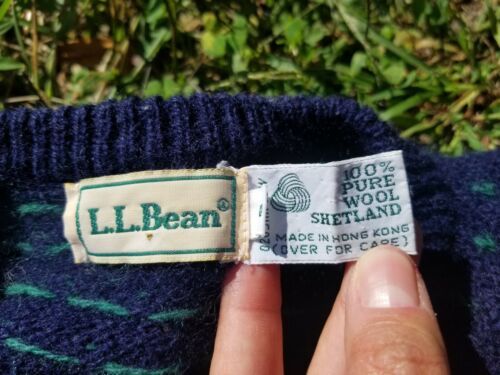 L.L.Bean®
100%
PURE
WOOL
SHETLAND
MADE IN HONG KONG
(OVER FOR CARE)